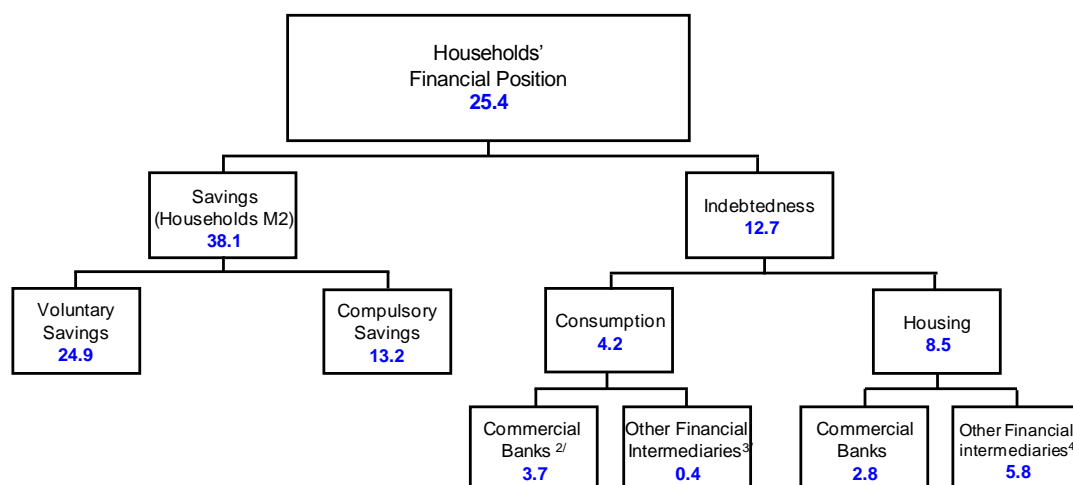 Households'
Financial Position
25.4
Savings
(Households M2)
38.1
Indebtedness
12.7
Voluntary
Savings
24.9
Compulsory
Savings
13.2
Consumption
4.2
Housing
8.5
Commercial
Banks 2/
3.7
Other Financial
Intermediaries3/
0.4
Commercial
Banks
2.8
Other Financial
intermediaries4
5.8